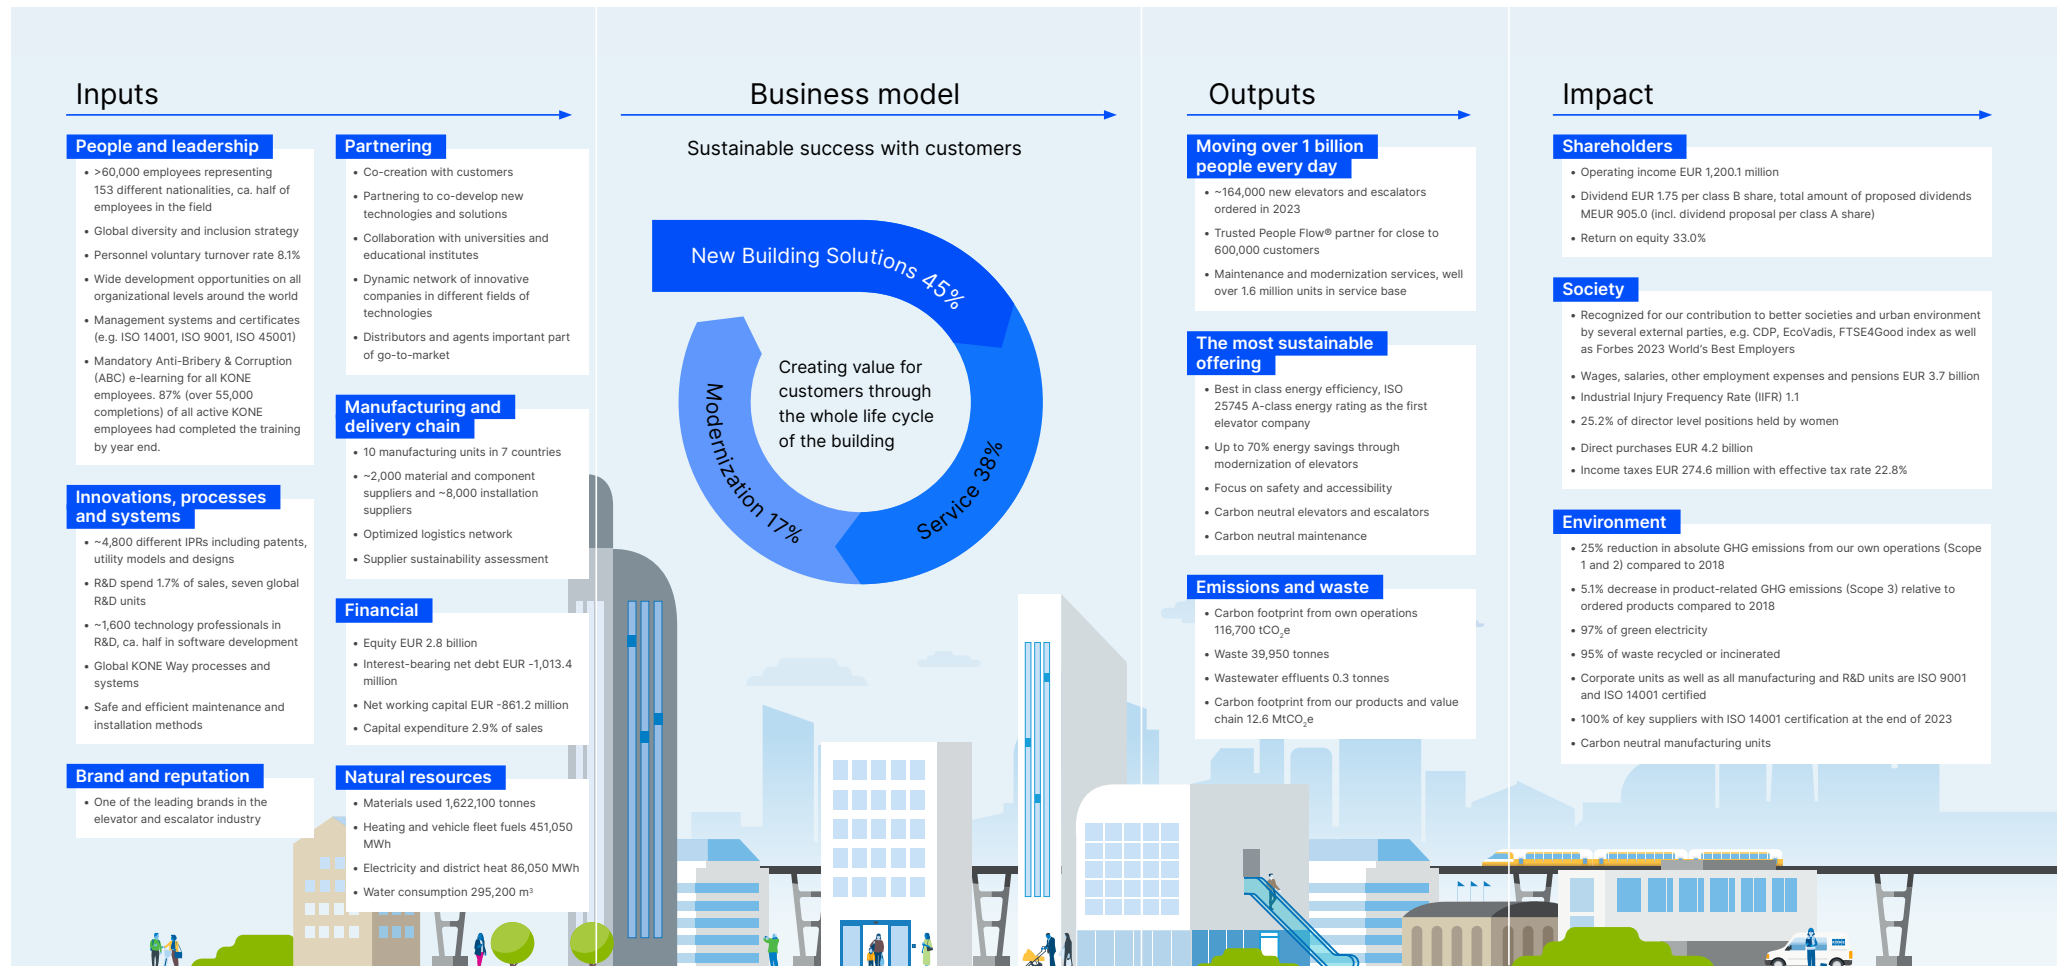 Inputs
People and leadership
• >60,000 employees representing
153 different nationalities, ca. half of
employees in the field
• Global diversity and inclusion strategy
• Personnel voluntary turnover rate 8.1%
• Wide development opportunities on all
organizational levels around the world
• Management systems and certificates
(e.g. ISO 14001, ISO 9001, ISO 45001)
• Mandatory Anti-Bribery & Corruption
(ABC) e-learning for all KONE
employees. 87% (over 55,000
completions) of all active KONE
employees had completed the training
by year end.
Innovations, processes
and systems
• ~4,800 different IPRs including patents,
utility models and designs
• R&D spend 1.7% of sales, seven global
R&D units
• ~1,600 technology professionals in
R&D, ca. half in software development
• Global KONE Way processes and
systems
• Safe and efficient maintenance and
installation methods
Brand and reputation
• One of the leading brands in the
elevator and escalator industry
Partnering
• Co-creation with customers
• Partnering to co-develop new
technologies and solutions
• Collaboration with universities and
educational institutes
• Dynamic network of innovative
companies in different fields of
technologies
• Distributors and agents important part
of go-to-market
Manufacturing and
delivery chain
• 10 manufacturing units in 7 countries
• ~2,000 material and component
suppliers and ~8,000 installation
suppliers
• Optimized logistics network
• Supplier sustainability assessment
Financial
• Equity EUR 2.8 billion
• Interest-bearing net debt EUR -1,013.4
million
• Net working capital EUR -861.2 million
• Capital expenditure 2.9% of sales
Natural resources
• Materials used 1,622,100 tonnes
• Heating and vehicle fleet fuels 451,050
MWh
• Electricity and district heat 86,050 MWh
• Water consumption 295,200 m³
Business model
Sustainable success with customers
New Building Solutions 45%
Service 38%
Modernization 17%
Creating value for
customers through
the whole life cycle
of the building
Outputs
Moving over 1 billion
people every day
• ~164,000 new elevators and escalators
ordered in 2023
• Trusted People Flow® partner for close to
600,000 customers
• Maintenance and modernization services, well
over 1.6 million units in service base
The most sustainable
offering
• Best in class energy efficiency, ISO
25745 A-class energy rating as the first
elevator company
• Up to 70% energy savings through
modernization of elevators
• Focus on safety and accessibility
• Carbon neutral elevators and escalators
• Carbon neutral maintenance
Emissions and waste
• Carbon footprint from own operations
116,700 tCO₂e
• Waste 39,950 tonnes
• Wastewater effluents 0.3 tonnes
• Carbon footprint from our products and value
chain 12.6 MtCO₂e
Impact
Shareholders
• Operating income EUR 1,200.1 million
• Dividend EUR 1.75 per class B share, total amount of proposed dividends
MEUR 905.0 (incl. dividend proposal per class A share)
• Return on equity 33.0%
Society
• Recognized for our contribution to better societies and urban environment
by several external parties, e.g. CDP, EcoVadis, FTSE4Good index as well
as Forbes 2023 World's Best Employers
• Wages, salaries, other employment expenses and pensions EUR 3.7 billion
• Industrial Injury Frequency Rate (IIFR) 1.1
• 25.2% of director level positions held by women
• Direct purchases EUR 4.2 billion
• Income taxes EUR 274.6 million with effective tax rate 22.8%
Environment
• 25% reduction in absolute GHG emissions from our own operations (Scope
1 and 2) compared to 2018
• 5.1% decrease in product-related GHG emissions (Scope 3) relative to
ordered products compared to 2018
• 97% of green electricity
• 95% of waste recycled or incinerated
• Corporate units as well as all manufacturing and R&D units are ISO 9001
and ISO 14001 certified
• 100% of key suppliers with ISO 14001 certification at the end of 2023
• Carbon neutral manufacturing units
KONE